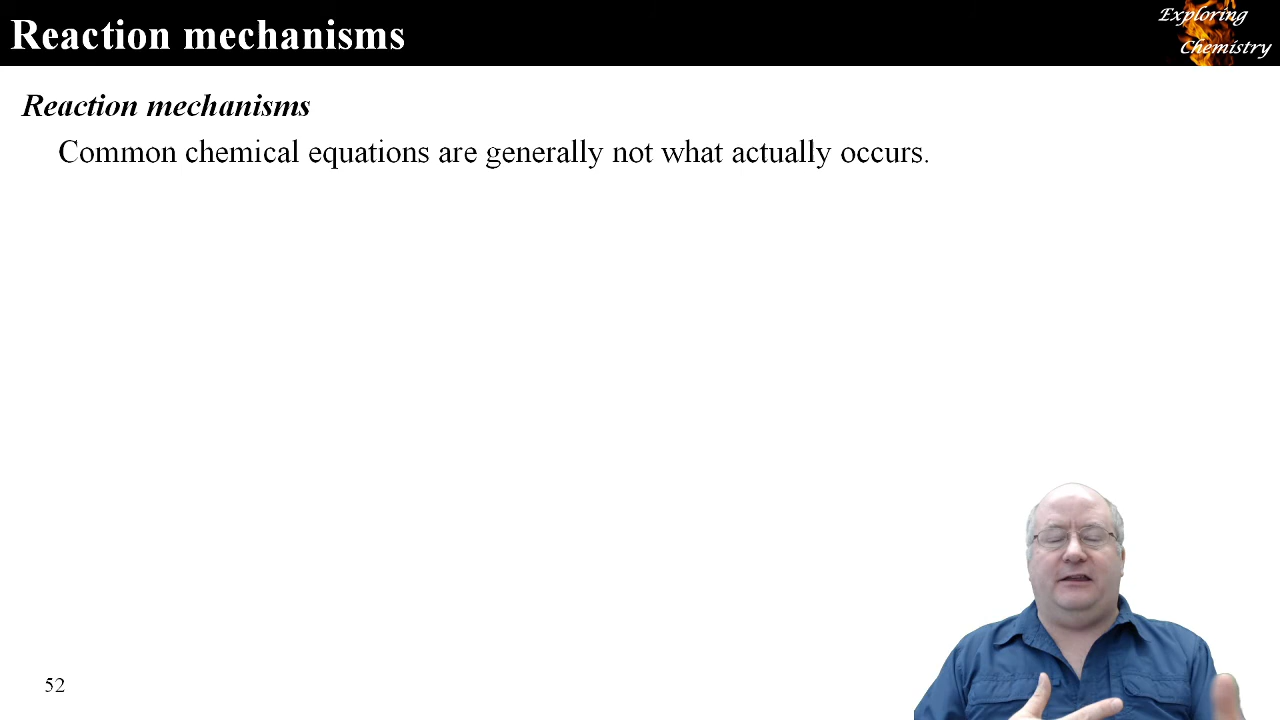 Reaction mechanisms
Exploring
Chemistry
Reaction mechanisms
Common chemical equations are generally not what actually occurs.
52